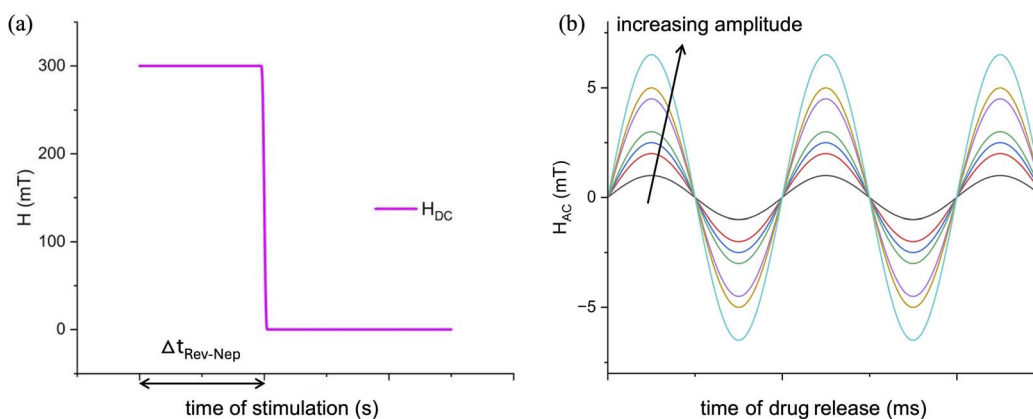 (a)
300
200
100
0
H (mT)
H_DC
Δt_Rev-Nep
time of stimulation (s)
(b)
increasing amplitude
5
0
−5
H_AC (mT)
time of drug release (ms)